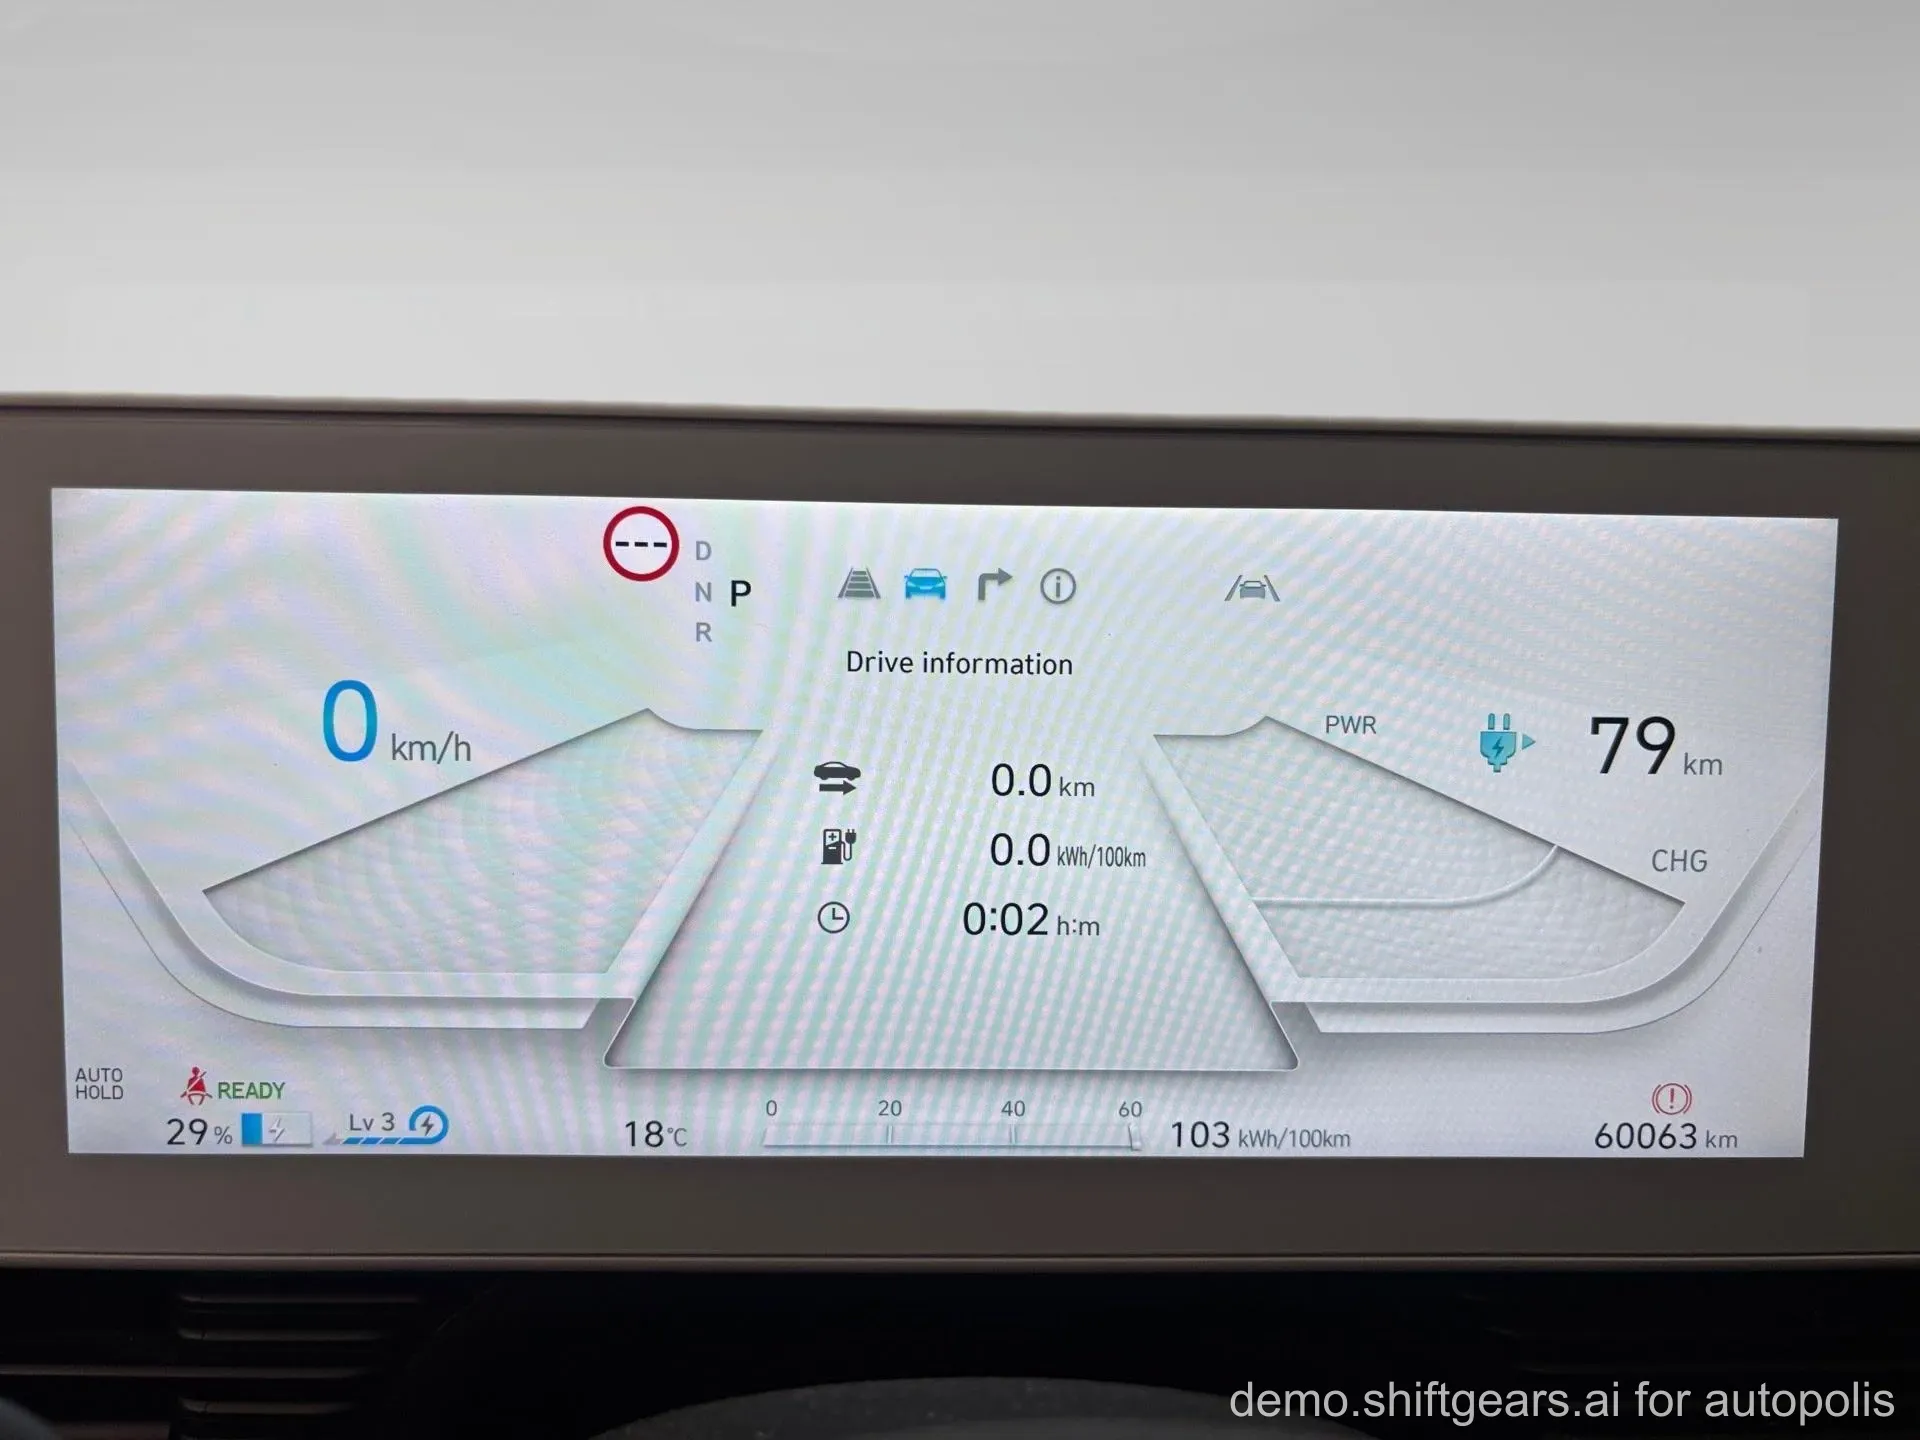 ---
D
N P
R
Drive information
0 km/h
PWR
79 km
0.0 km
0.0 kWh/100km
CHG
0:02 h:m
AUTO
HOLD
READY
29 %
Lv 3
18°C
0 20 40 60
103 kWh/100km
60063 km
demo.shiftgears.ai for autopolis